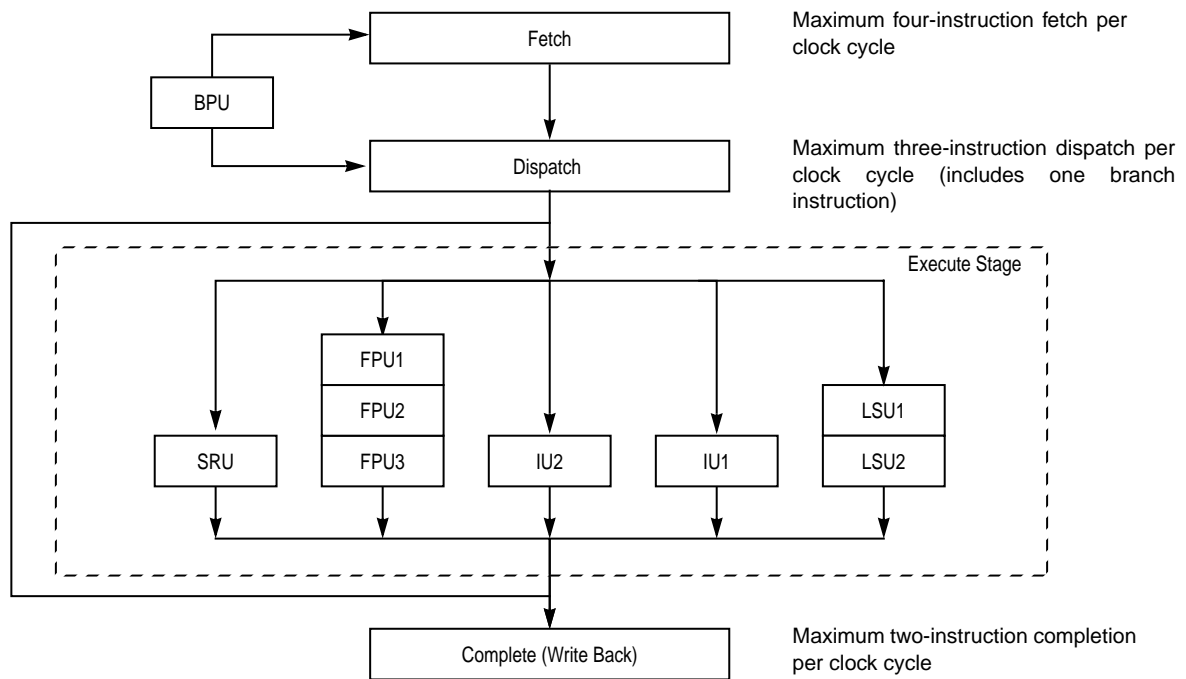 Maximum four-instruction fetch per
clock cycle
Fetch
BPU
Maximum three-instruction dispatch per
clock cycle (includes one branch
instruction)
Dispatch
Execute Stage
FPU1
FPU2
LSU1
SRU
FPU3
IU2
IU1
LSU2
Complete (Write Back)
Maximum two-instruction completion
per clock cycle